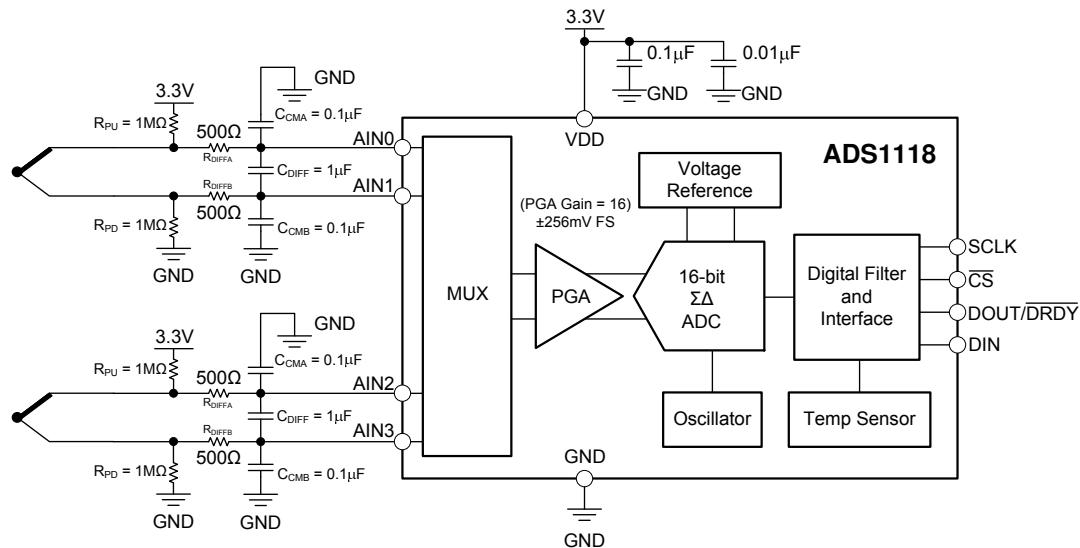 3.3V
0.1μF
0.01μF
GND
GND
VDD
GND
3.3V
C_CMA = 0.1μF
R_PU = 1MΩ
500Ω
R_DIFFA
AIN0
C_DIFF = 1μF
R_DIFFB
500Ω
AIN1
R_PD = 1MΩ
C_CMB = 0.1μF
GND
GND
ADS1118
Voltage
Reference
(PGA Gain = 16)
±256mV FS
MUX
PGA
16-bit
ΣΔ
ADC
Digital Filter
and
Interface
SCLK
C̅S̅
DOUT/D̅R̅D̅Y̅
DIN
Oscillator
Temp Sensor
GND
3.3V
C_CMA = 0.1μF
R_PU = 1MΩ
500Ω
R_DIFFA
AIN2
C_DIFF = 1μF
R_DIFFB
500Ω
AIN3
R_PD = 1MΩ
C_CMB = 0.1μF
GND
GND
GND